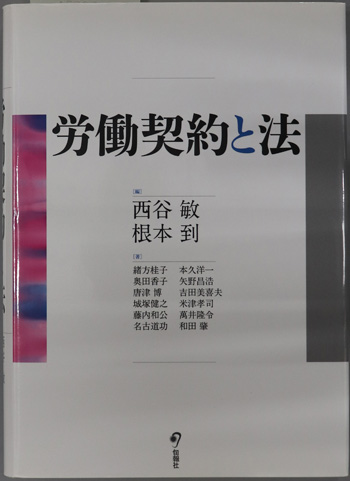 労働契約と法
[編]
西谷 敏
根本 到
[著]
緒方桂子 本久洋一
奥田香子 矢野昌浩
唐津 博 吉田美喜夫
城塚健之 米津孝司
藤内和公 萬井隆令
名古道功 和田 肇
旬報社